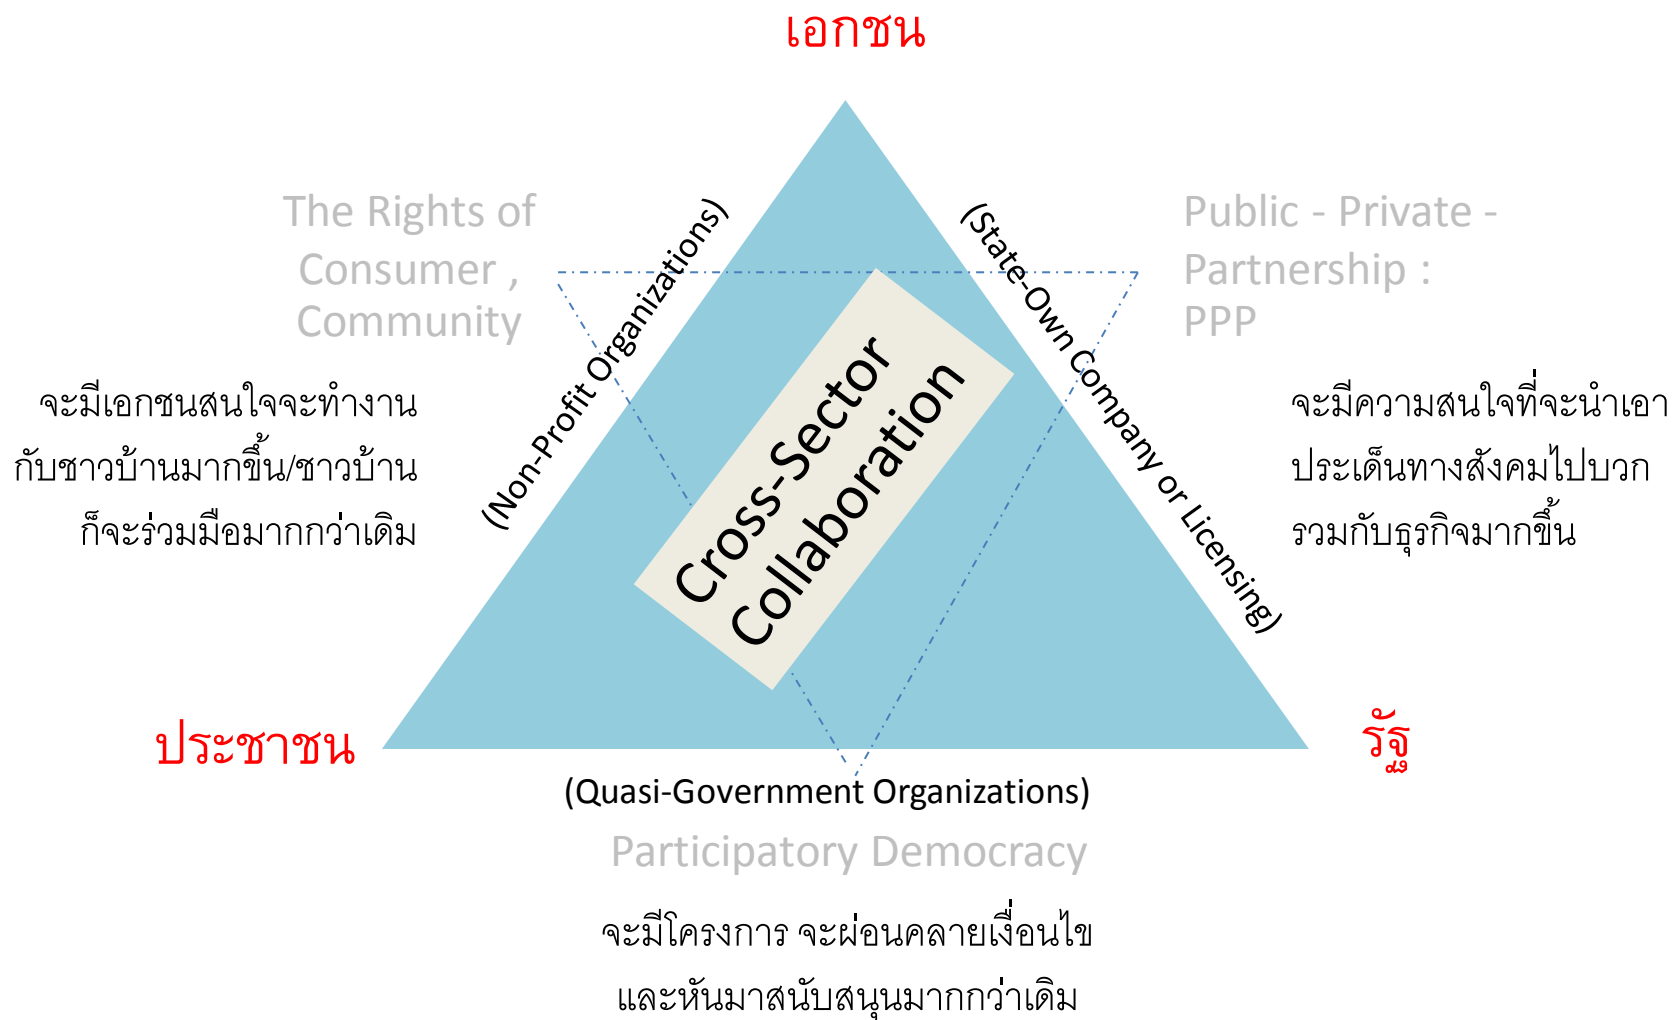 เอกชน
The Rights of
Consumer ,
Community
(Non-Profit Organizations)
(State-Own Company or Licensing)
Public - Private -
Partnership :
PPP
จะมีเอกชนสนใจจะทำงาน
กับชาวบ้านมากขึ้น/ชาวบ้าน
ก็จะร่วมมือมากกว่าเดิม
Cross-Sector
Collaboration
จะมีความสนใจที่จะนำเอา
ประเด็นทางสังคมไปบวก
รวมกับธุรกิจมากขึ้น
ประชาชน
รัฐ
(Quasi-Government Organizations)
Participatory Democracy
จะมีโครงการ จะผ่อนคลายเงื่อนไข
และหันมาสนับสนุนมากกว่าเดิม